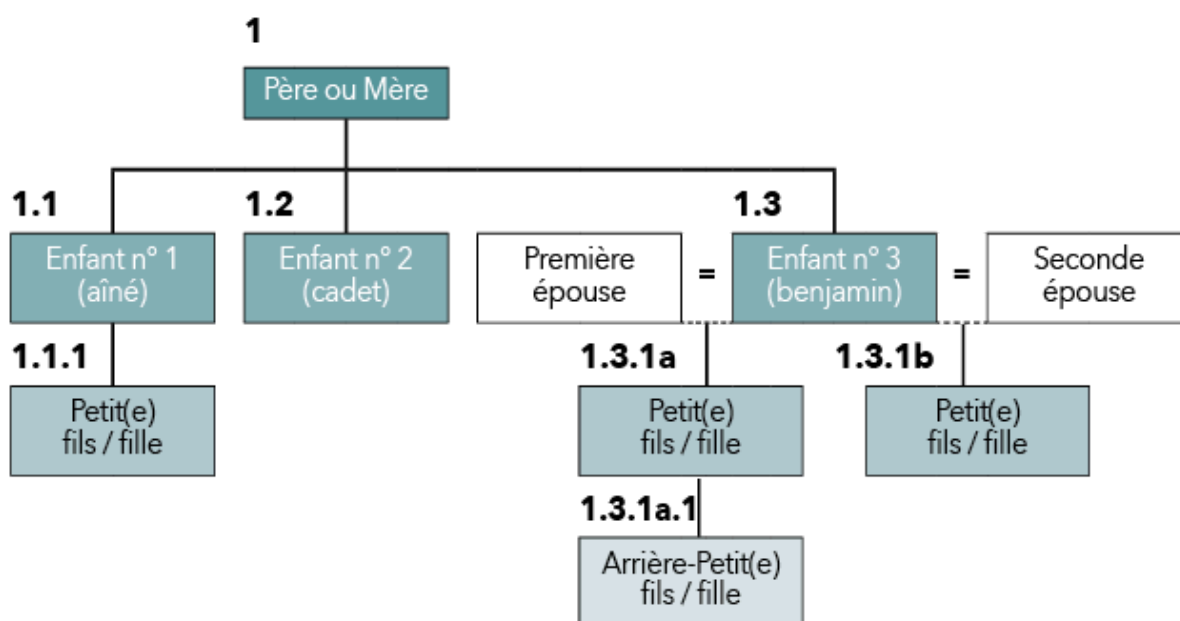 1
Père ou Mère
1.1
1.2
1.3
Enfant n° 1
(aîné)
Enfant n° 2
(cadet)
Première
épouse
=
Enfant n° 3
(benjamin)
=
Seconde
épouse
1.1.1
1.3.1a
1.3.1b
Petit(e)
fils / fille
Petit(e)
fils / fille
Petit(e)
fils / fille
1.3.1a.1
Arrière-Petit(e)
fils / fille